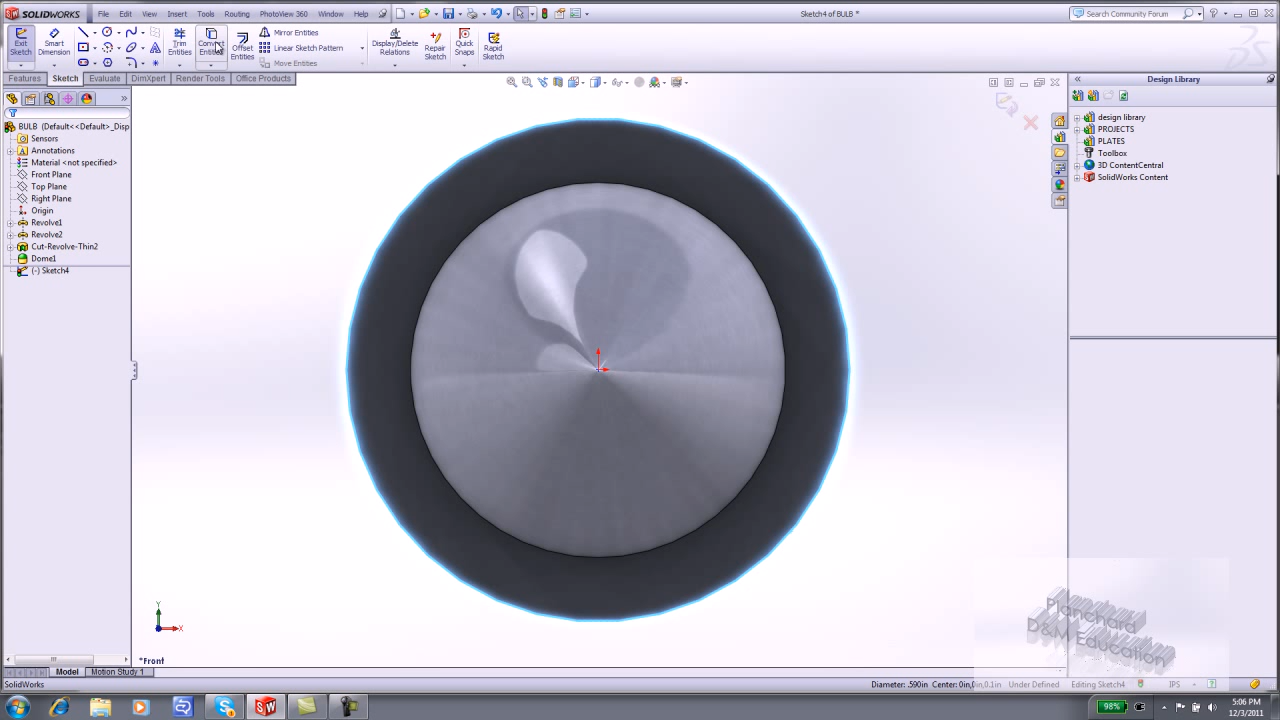 SOLIDWORKS File Edit View Insert Tools Routing PhotoView 360 Window Help Sketch4 of BULB * Search Community Forum
Exit Sketch Smart Dimension Trim Entities Convert Entities Offset Entities Mirror Entities Linear Sketch Pattern Move Entities Display/Delete Relations Repair Sketch Quick Snaps Rapid Sketch
Features Sketch Evaluate DimXpert Render Tools Office Products
Design Library
BULB (Default<<Default>_Disp
Sensors
Annotations
Material <not specified>
Front Plane
Top Plane
Right Plane
Origin
Revolve1
Revolve2
Cut-Revolve-Thin2
Dome1
(-) Sketch4
design library
PROJECTS
PLATES
Toolbox
3D ContentCentral
SolidWorks Content
Y
X
*Front
Planchard
D&M Education
Model Motion Study 1
SolidWorks Diameter: .590in Center: 0in,0in,0.1in Under Defined Editing Sketch4 IPS
98% 5:06 PM
12/3/2011